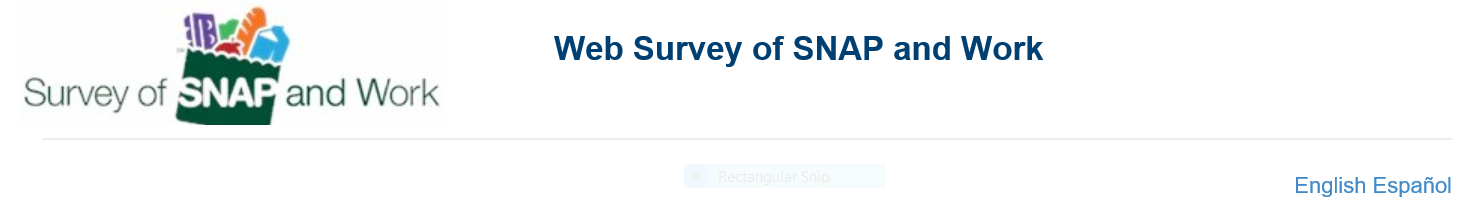 Survey of SNAP and Work
Web Survey of SNAP and Work
Rectangular Snip
English Español